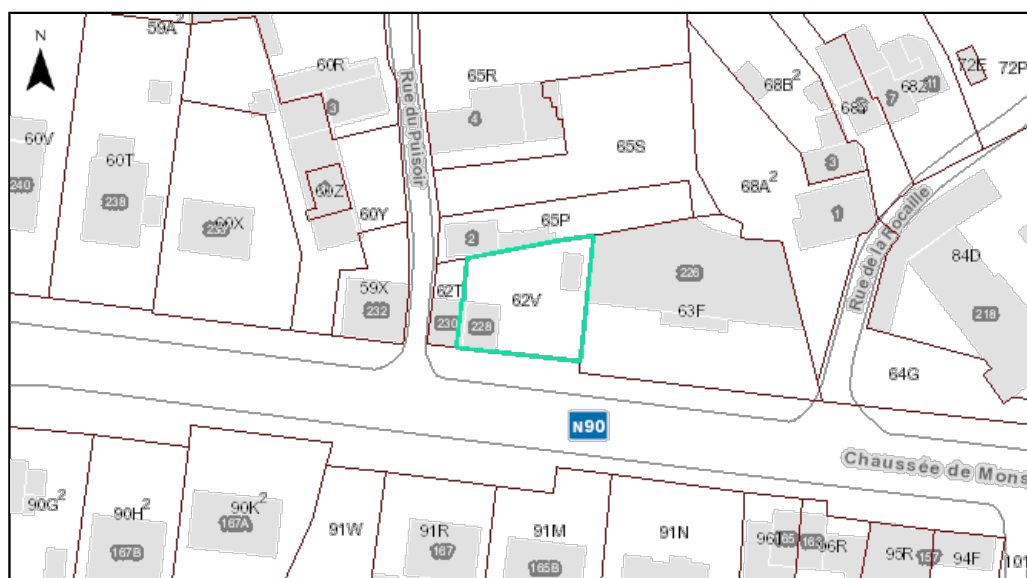 59A²
N
60R
65R
72E
72P
68B²
68Z
11
7
3
Rue du Puisoir
4
60V
60T
65S
3
240
238
60Z
68A²
60X
60Y
65P
1
Rue de la Rocaille
2
84D
226
59X
62T
62V
232
230
228
63F
218
64G
N90
Chaussée de Mons
90G²
90H²
90K²
167A
91W
91R
91M
91N
167B
167
165B
96T
165
163
96R
95R
157
94F
101